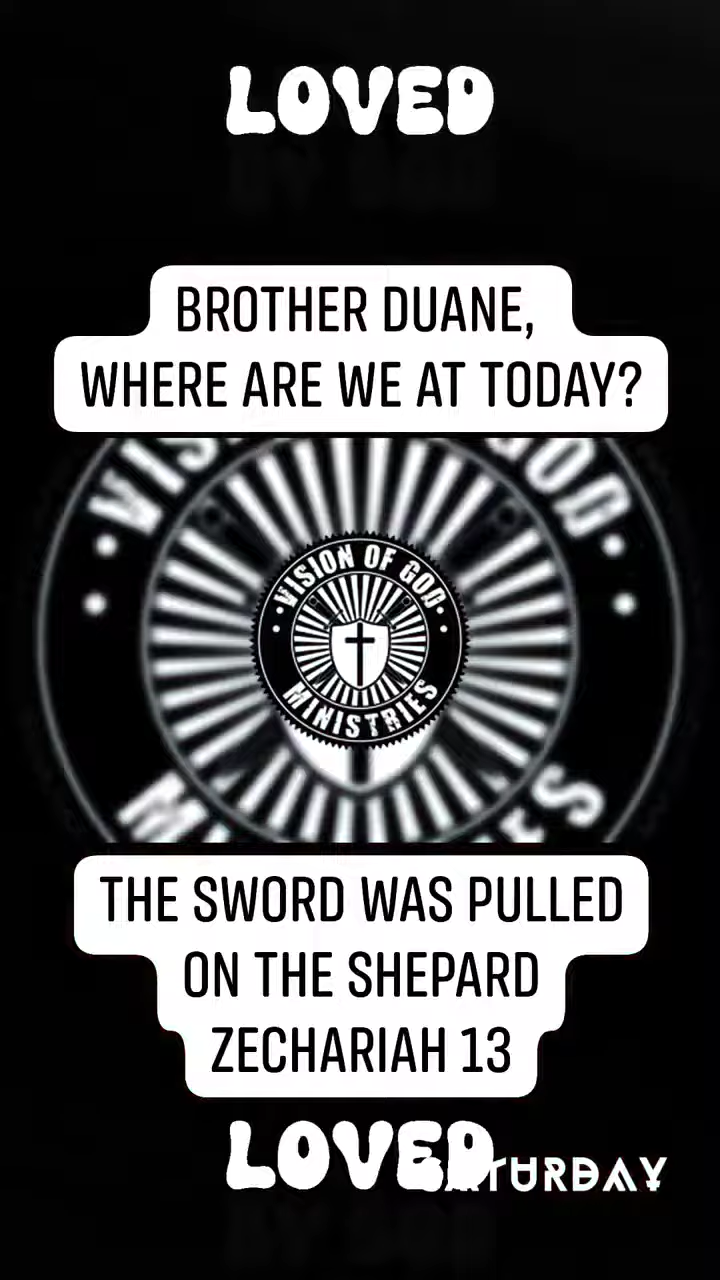 LOVED
BROTHER DUANE,
WHERE ARE WE AT TODAY?
VISION OF GOD
MINISTRIES
THE SWORD WAS PULLED
ON THE SHEPARD
ZECHARIAH 13
LOVED
SATURDAY